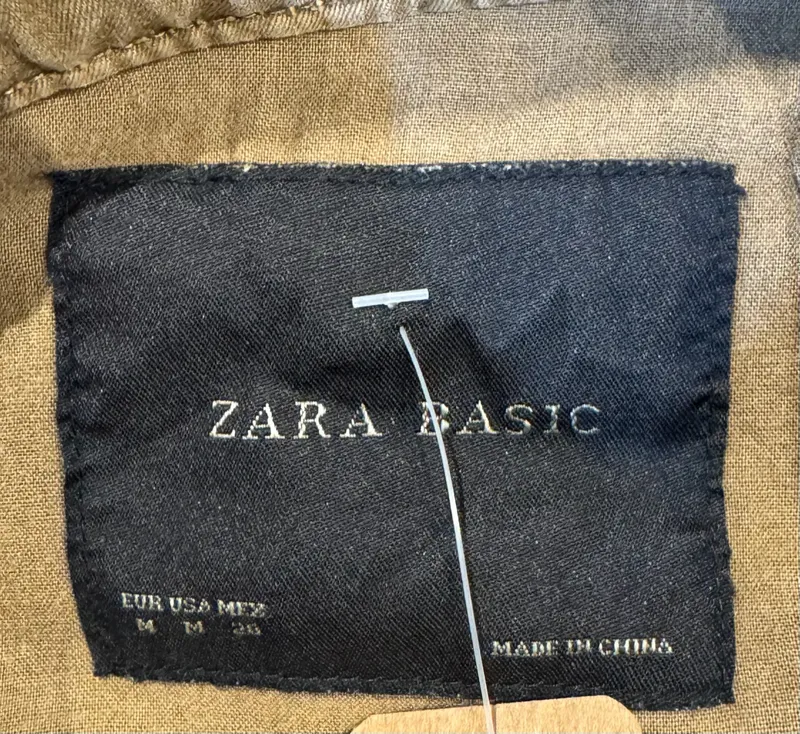 ZARA BASIC
EUR USA MEX
M M 28
MADE IN CHINA